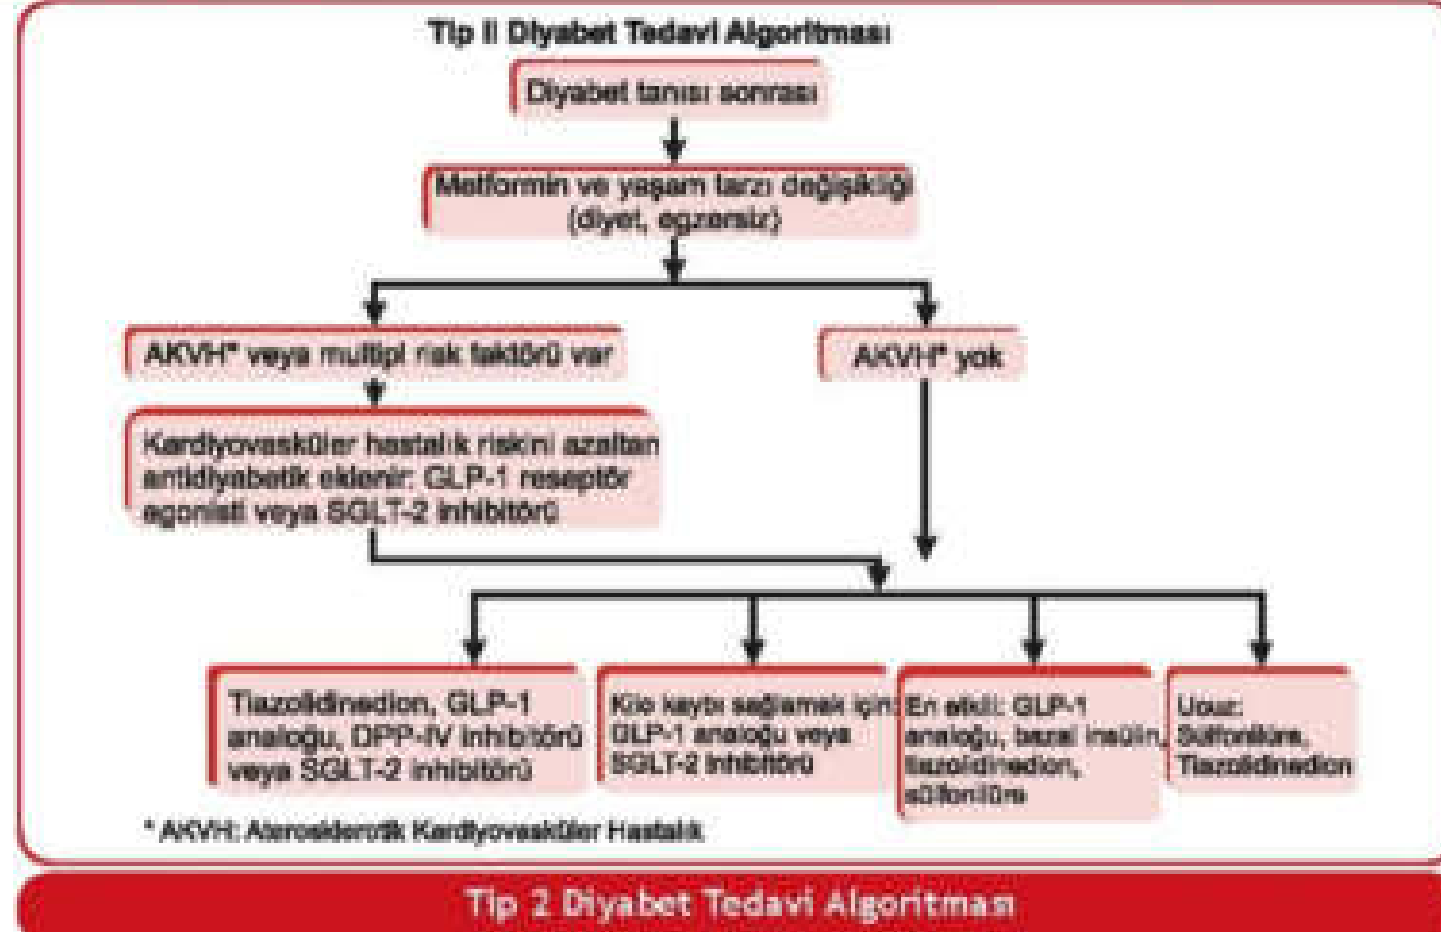 Tip II Diyabet Tedavi Algoritması
Diyabet tanısı sonrası
Metformin ve yaşam tarzı değişikliği
(diyet, egzersiz)
AKVH* veya multipl risk faktörü var
AKVH* yok
Kardiyovasküler hastalık riskini azaltan
antidiyabetik eklenir: GLP-1 reseptör
agonisti veya SGLT-2 inhibitörü
Tiazolidinedion, GLP-1
analoğu, DPP-IV inhibitörü
veya SGLT-2 inhibitörü
Kilo kaybı sağlamak için:
GLP-1 analoğu veya
SGLT-2 inhibitörü
En etkili: GLP-1
analoğu, bazal insülin,
tiazolidinedion,
sülfonilüre
Ucuz:
Sülfonilüre,
Tiazolidinedion
* AKVH: Aterosklerotik Kardiyovasküler Hastalık
Tip 2 Diyabet Tedavi Algoritması